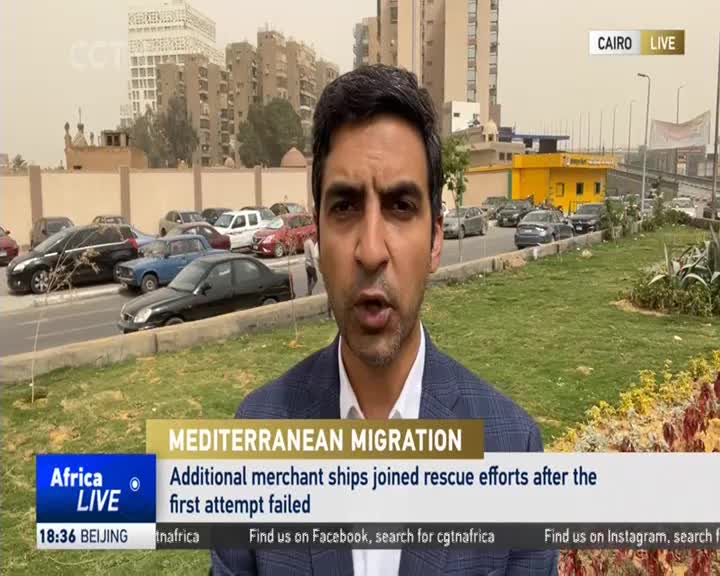 CCT
CAIRO LIVE
MEDITERRANEAN MIGRATION
Africa
LIVE
Additional merchant ships joined rescue efforts after the
first attempt failed
18:36 BEIJING
tnafrica Find us on Facebook, search for cgtnafrica Find us on Instagram, search f